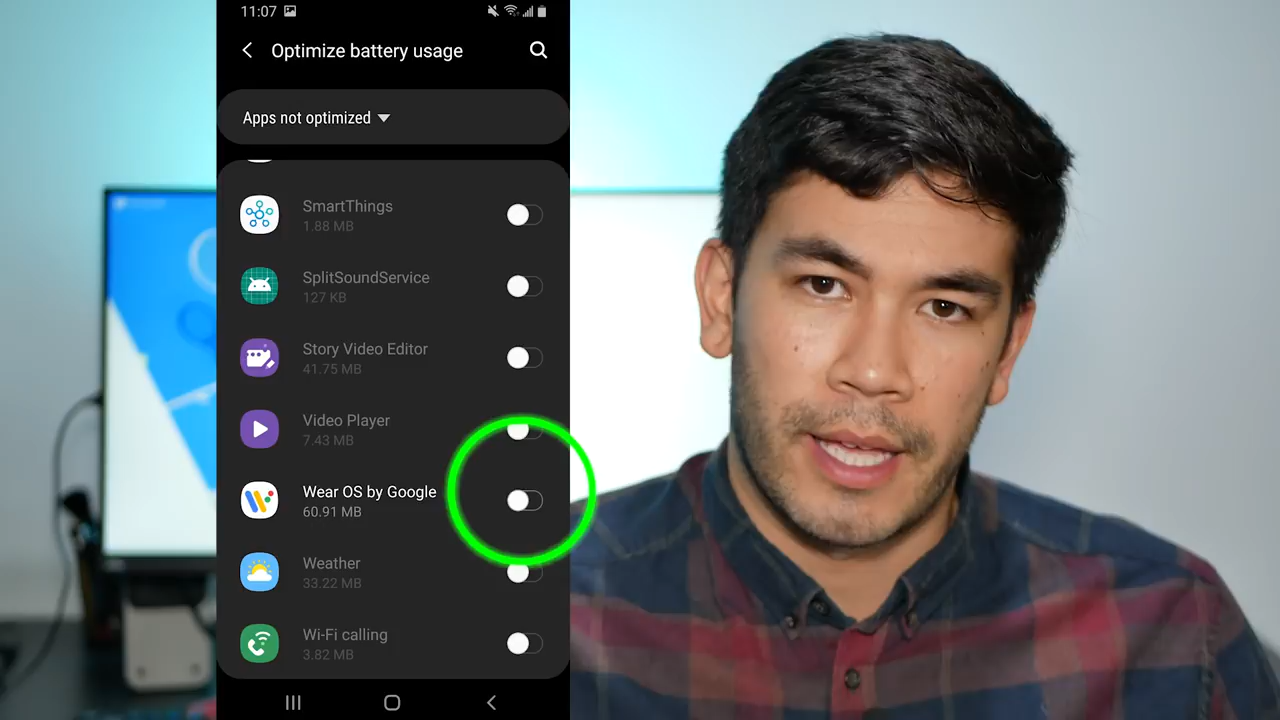 11:07
Optimize battery usage
Apps not optimized
SmartThings
1.88 MB
SplitSoundService
127 KB
Story Video Editor
41.75 MB
Video Player
7.43 MB
Wear OS by Google
60.91 MB
Weather
33.22 MB
Wi-Fi calling
3.82 MB